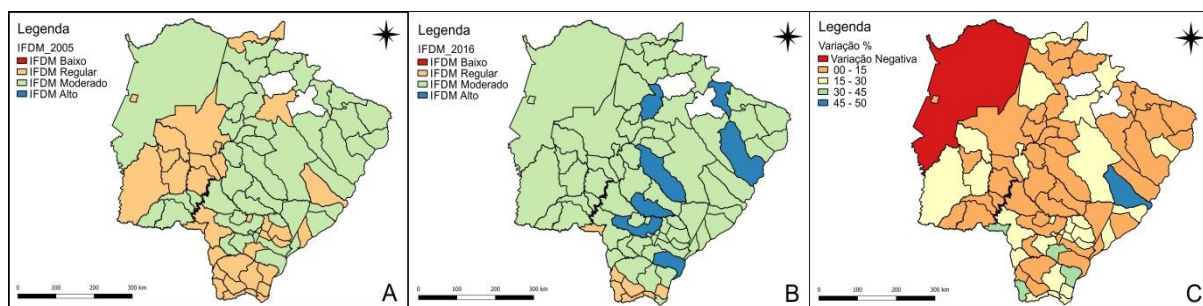 Legenda
IFDM_2005
IFDM Baixo
IFDM Regular
IFDM Moderado
IFDM Alto
0 100 200 300 km
A
Legenda
IFDM_2016
IFDM Baixo
IFDM Regular
IFDM Moderado
IFDM Alto
0 100 200 300 km
B
Legenda
Variação %
Variação Negativa
00 - 15
15 - 30
30 - 45
45 - 50
0 100 200 300 km
C